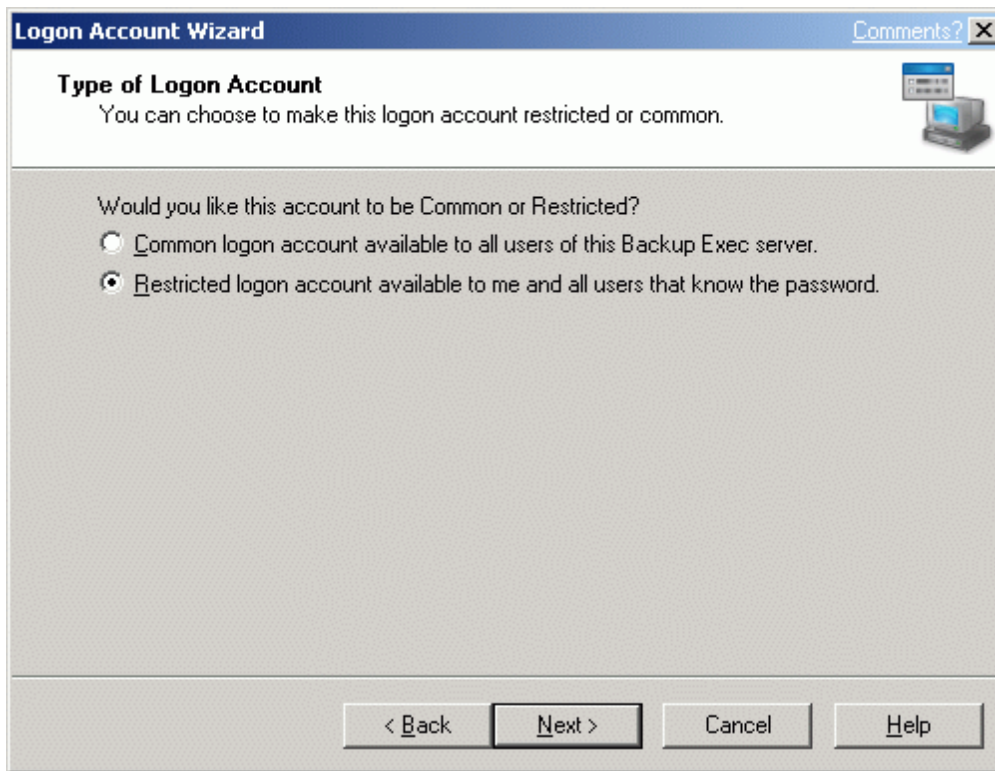 Logon Account Wizard
Comments?
Type of Logon Account
You can choose to make this logon account restricted or common.
Would you like this account to be Common or Restricted?
Common logon account available to all users of this Backup Exec server.
Restricted logon account available to me and all users that know the password.
< Back
Next >
Cancel
Help